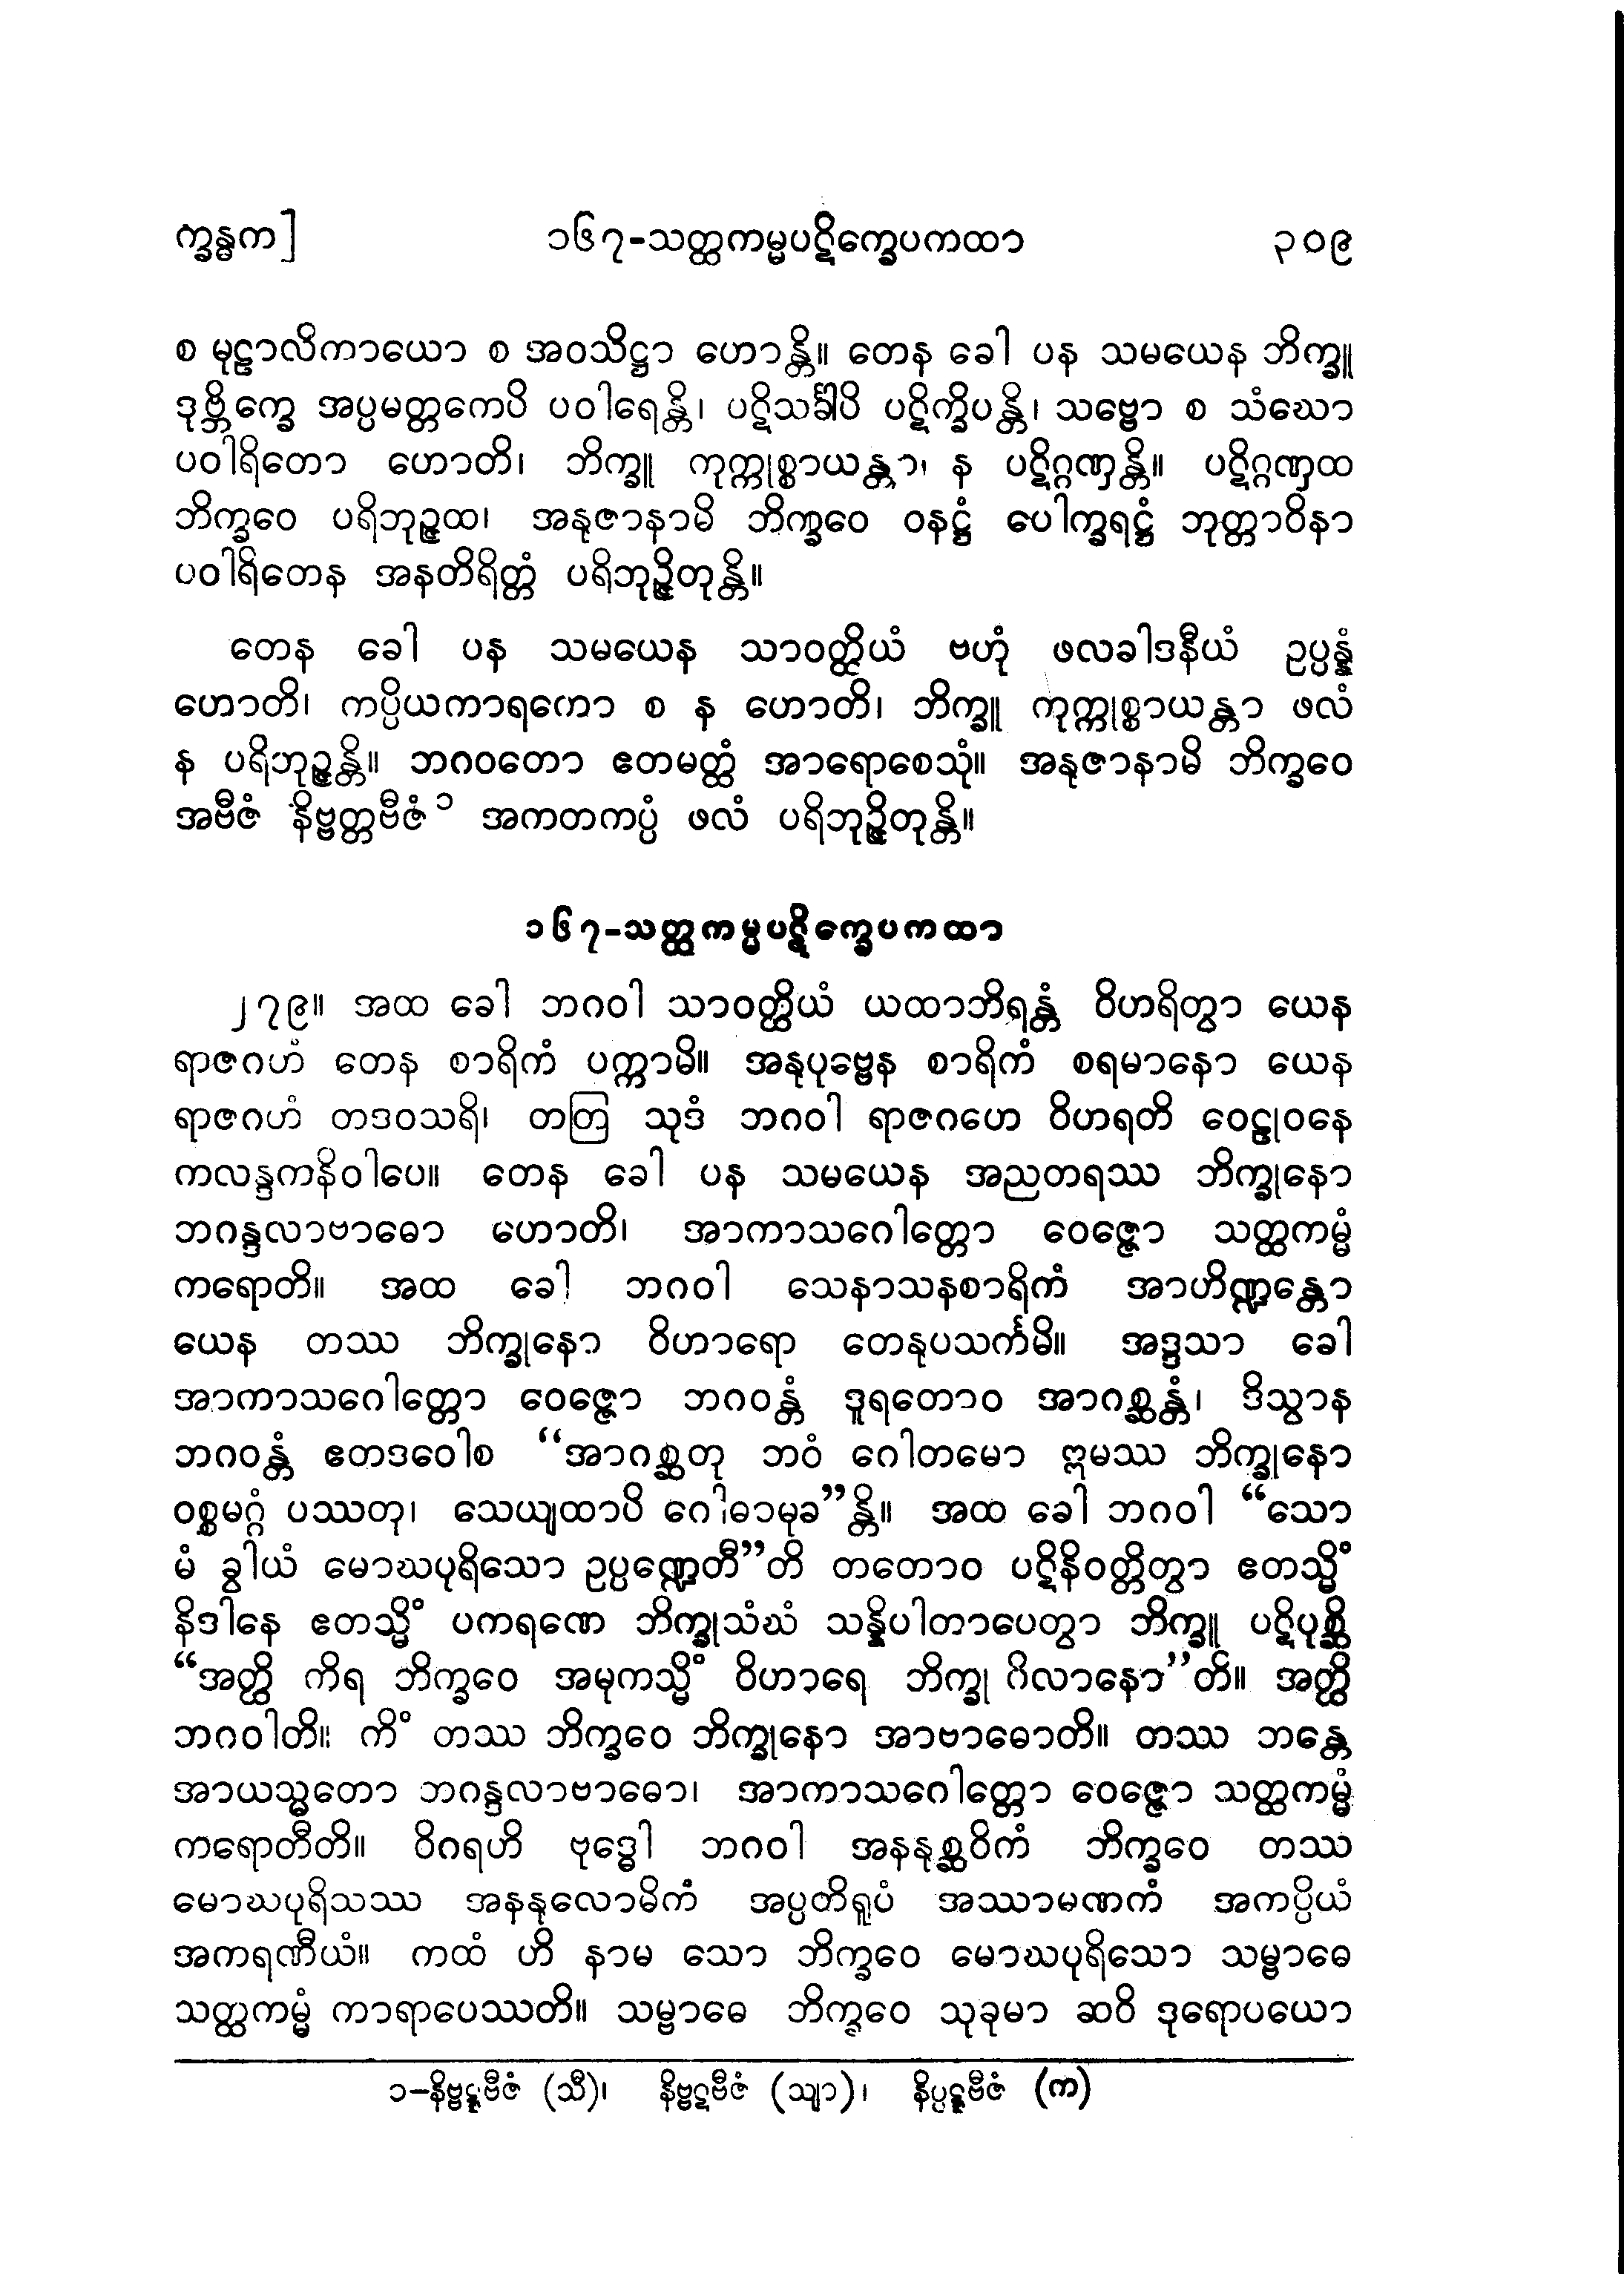 က္ခန္ဓက] ၁၆၇-သတ္ထကမ္မပဋိက္ခေပကထာ ၃၀၉
စ မုဠာလိကာယော စ အဝသိဋ္ဌာ ဟောန္တိ။ တေန ခေါ ပန သမယေန ဘိက္ခူ
ဒုဗ္ဘိက္ခေ အပ္ပမတ္တကေပိ ပဝါရေန္တိ၊ ပဋိသင်္ခါပိ ပဋိက္ခိပန္တိ၊ သဗ္ဗော စ သံဃော
ပဝါရိတော ဟောတိ၊ ဘိက္ခူ ကုက္ကုစ္စာယန္တာ၊ န ပဋိဂ္ဂဏှန္တိ။ ပဋိဂ္ဂဏှထ
ဘိက္ခဝေ ပရိဘုဉ္ဇထ၊ အနုဇာနာမိ ဘိက္ခဝေ ဝနဋ္ဌံ ပေါက္ခရဋ္ဌံ ဘုတ္တာဝိနာ
ပဝါရိတေန အနတိရိတ္တံ ပရိဘုဉ္ဇိတုန္တိ။
တေန ခေါ ပန သမယေန သာဝတ္ထိယံ ဗဟုံ ဖလခါဒနီယံ ဥပ္ပန္နံ
ဟောတိ၊ ကပ္ပိယကာရကော စ န ဟောတိ၊ ဘိက္ခူ ကုက္ကုစ္စာယန္တာ ဖလံ
န ပရိဘုဉ္ဇန္တိ။ ဘဂဝတော ဧတမတ္ထံ အာရောစေသုံ။ အနုဇာနာမိ ဘိက္ခဝေ
အဗီဇံ နိဗ္ဗတ္တဗီဇံ ၁ အကတကပ္ပံ ဖလံ ပရိဘုဉ္ဇိတုန္တိ။
၁၆၇-သတ္ထကမ္မပဋိက္ခေပကထာ
၂၇၉။ အထ ခေါ ဘဂဝါ သာဝတ္ထိယံ ယထာဘိရန္တံ ဝိဟရိတွာ ယေန
ရာဇဂဟံ တေန စာရိကံ ပက္ကာမိ။ အနုပုဗ္ဗေန စာရိကံ စရမာနော ယေန
ရာဇဂဟံ တဒဝသရိ၊ တတြ သုဒံ ဘဂဝါ ရာဇဂဟေ ဝိဟရတိ ဝေဠုဝနေ
ကလန္ဒကနိဝါပေ။ တေန ခေါ ပန သမယေန အညတရဿ ဘိက္ခုနော
ဘဂန္ဒလာဗာဓော ဟောတိ၊ အာကာသဂေါတ္တော ဝေဇ္ဇော သတ္ထကမ္မံ
ကရောတိ။ အထ ခေါ ဘဂဝါ သေနာသနစာရိကံ အာဟိဏ္ဍန္တော
ယေန တဿ ဘိက္ခုနော ဝိဟာရော တေနုပသင်္ကမိ။ အဒ္ဒသာ ခေါ
အာကာသဂေါတ္တော ဝေဇ္ဇော ဘဂဝန္တံ ဒူရတောဝ အာဂစ္ဆန္တံ၊ ဒိသွာန
ဘဂဝန္တံ ဧတဒဝေါစ “အာဂစ္ဆတု ဘဝံ ဂေါတမော ဣမဿ ဘိက္ခုနော
ဝစ္စမဂ္ဂံ ပဿတု၊ သေယျထာပိ ဂေါဓာမုခ”န္တိ။ အထ ခေါ ဘဂဝါ “သော
မံ ခွါယံ မောဃပုရိသော ဥပ္ပဏ္ဍေတီ”တိ တတောဝ ပဋိနိဝတ္တိတွာ ဧတသ္မိံ
နိဒါနေ ဧတသ္မိံ ပကရဏေ ဘိက္ခုသံဃံ သန္နိပါတာပေတွာ ဘိက္ခူ ပဋိပုစ္ဆိ
“အတ္ထိ ကိရ ဘိက္ခဝေ အမုကသ္မိံ ဝိဟာရေ ဘိက္ခု ဂိလာနော”တိ။ အတ္ထိ
ဘဂဝါတိ။ ကိံ တဿ ဘိက္ခဝေ ဘိက္ခုနော အာဗာဓောတိ။ တဿ ဘန္တေ
အာယသ္မတော ဘဂန္ဒလာဗာဓော၊ အာကာသဂေါတ္တော ဝေဇ္ဇော သတ္ထကမ္မံ
ကရောတီတိ။ ဝိဂရဟိ ဗုဒ္ဓေါ ဘဂဝါ အနနုစ္ဆဝိကံ ဘိက္ခဝေ တဿ
မောဃပုရိသဿ အနနုလောမိကံ အပ္ပတိရူပံ အဿာမဏကံ အကပ္ပိယံ
အကရဏီယံ။ ကထံ ဟိ နာမ သော ဘိက္ခဝေ မောဃပုရိသော သမ္ဗာဓေ
သတ္ထကမ္မံ ကာရာပေဿတိ။ သမ္ဗာဓေ ဘိက္ခဝေ သုခုမာ ဆဝိ ဒုရောပယော
၁-နိဗ္ဗဋ္ဋဗီဇံ (သီ)၊ နိဗ္ဗဋဗီဇံ (သျာ)၊ နိပ္ပဋ္ဋဗီဇံ (က)